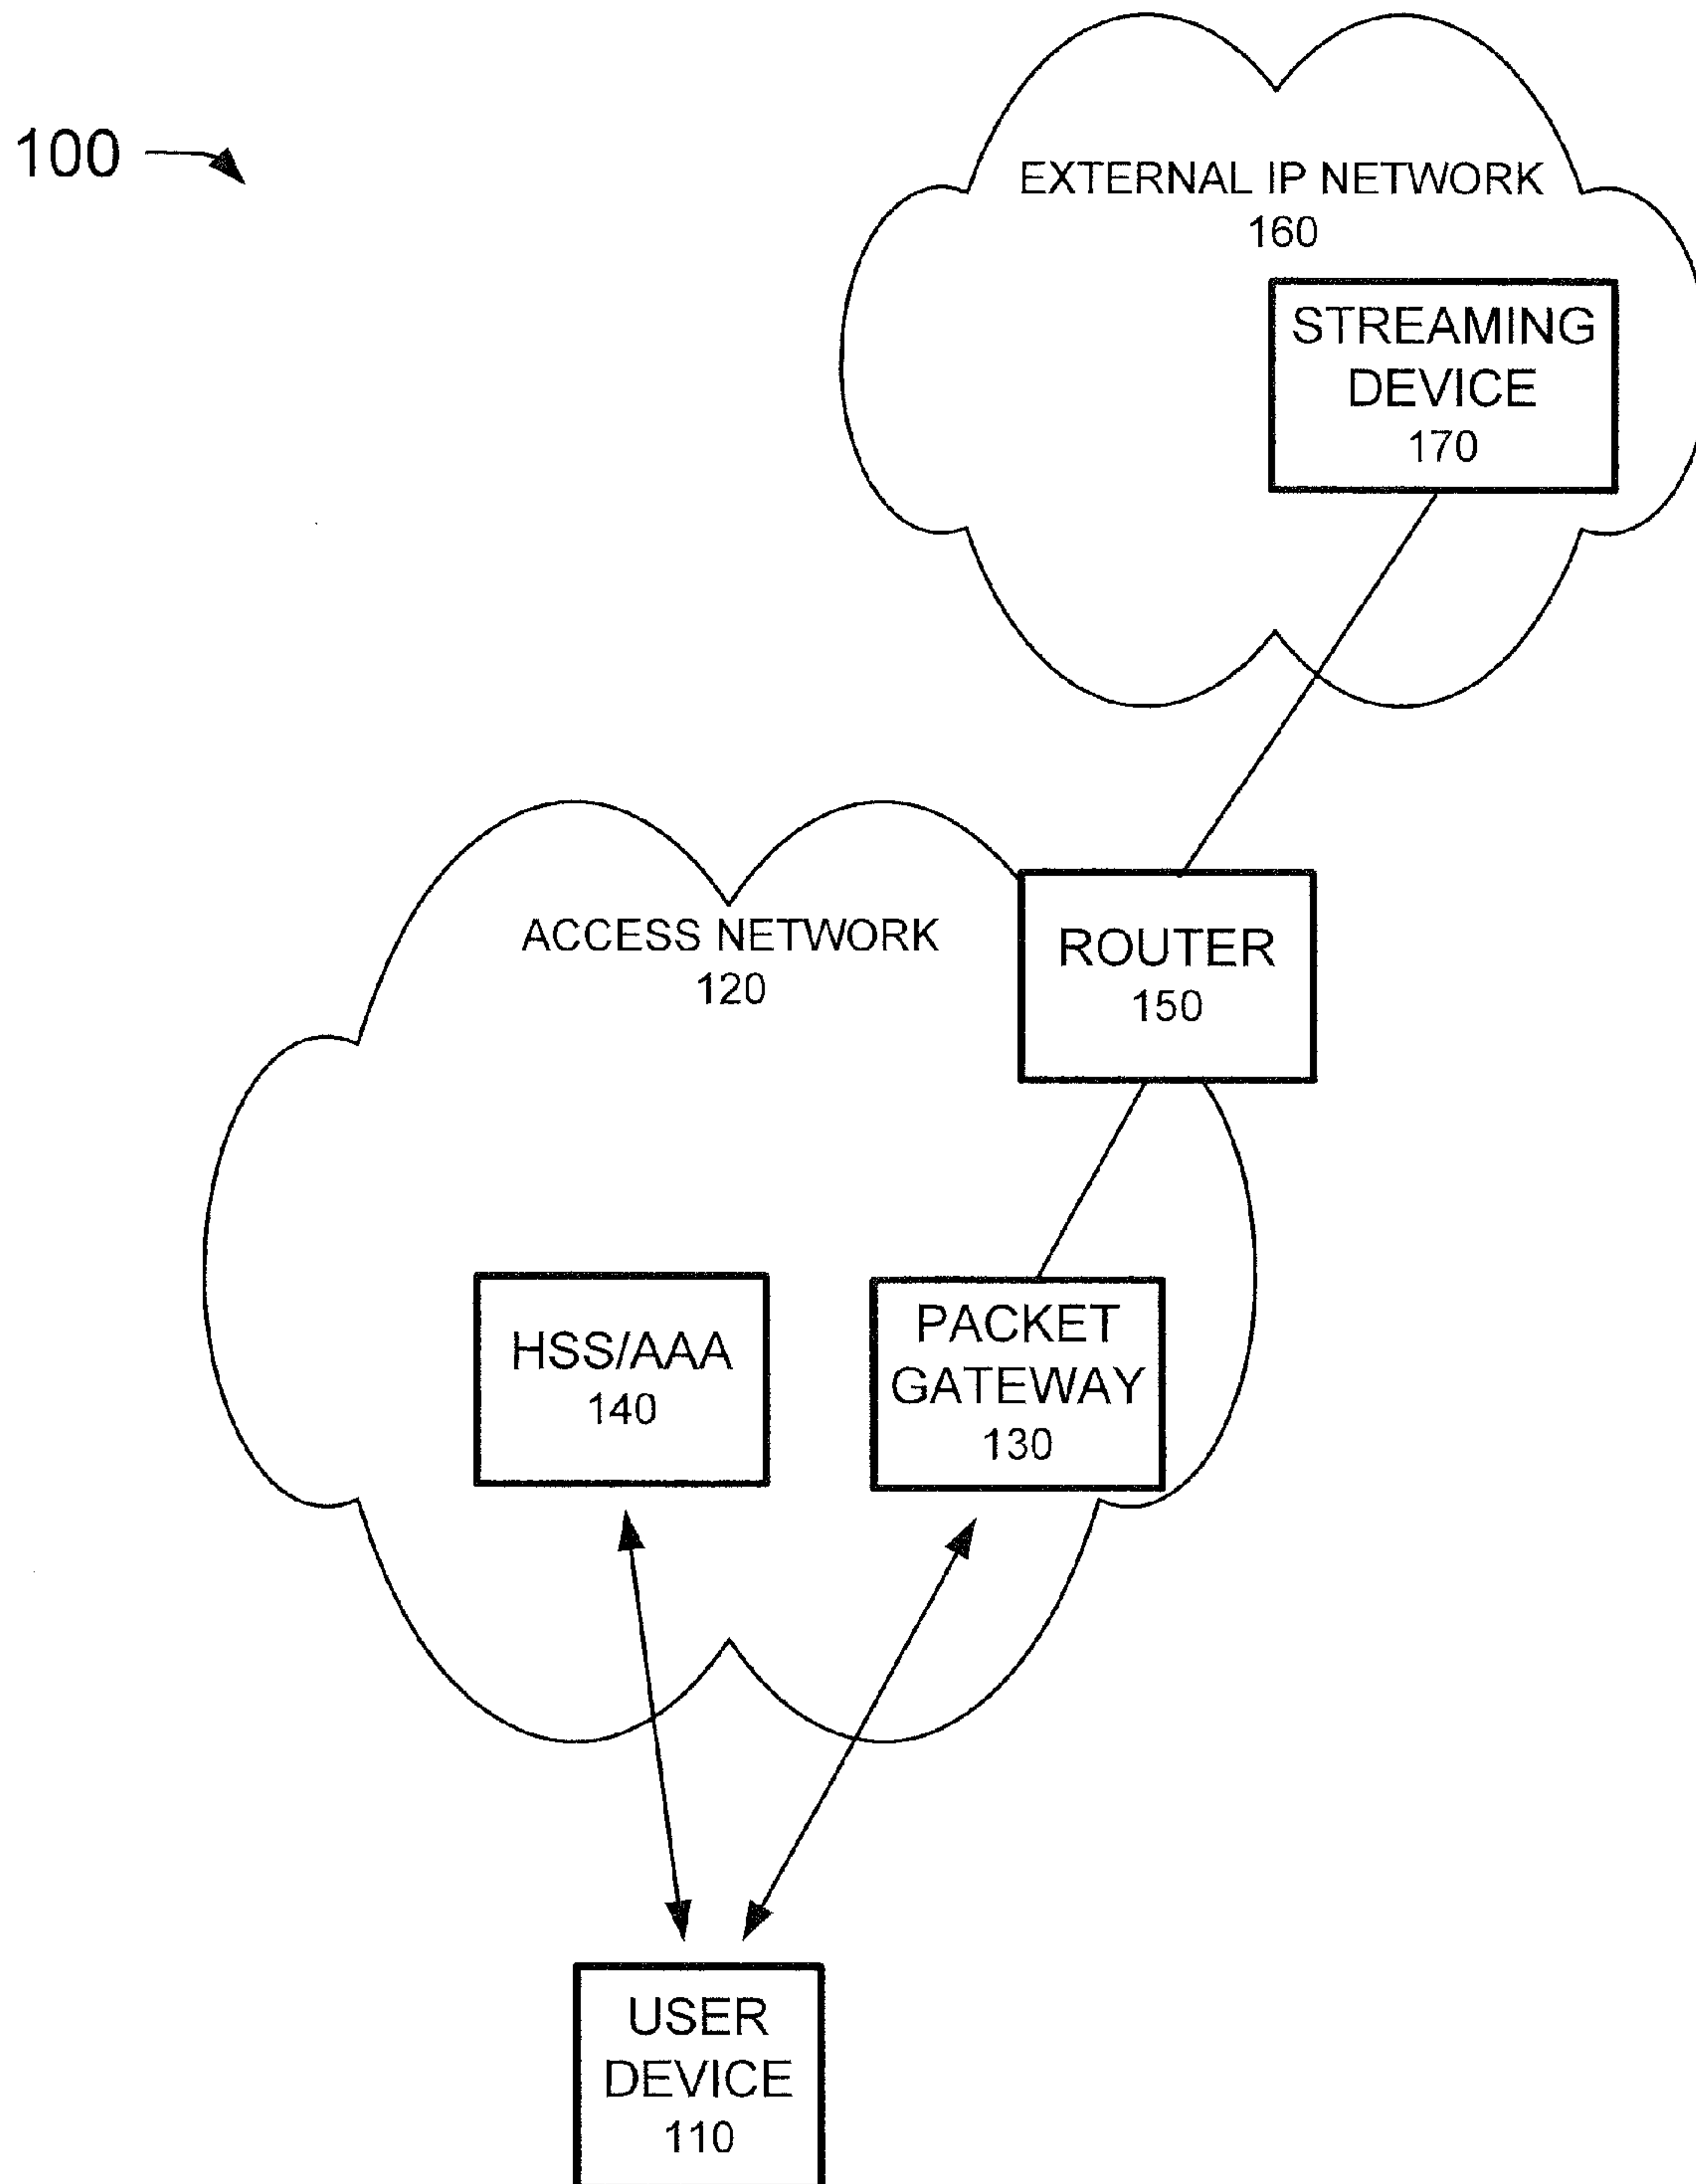 100
EXTERNAL IP NETWORK
160
STREAMING
DEVICE
170
ACCESS NETWORK
120
ROUTER
150
HSS/AAA
140
PACKET
GATEWAY
130
USER
DEVICE
110